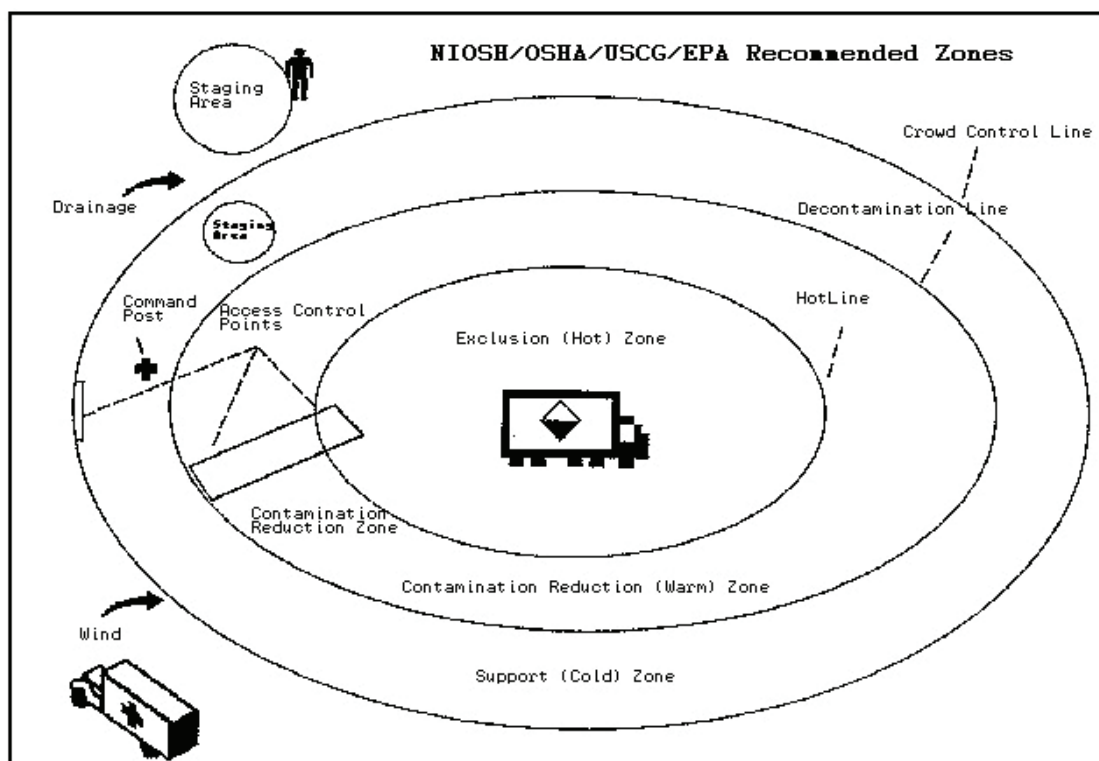 NIOSH/OSHA/USCG/EPA Recommended Zones
Staging
Area
Crowd Control Line
Drainage
Decontamination Line
Staging
Area
Command
Post
Access Control
Points
HotLine
Exclusion (Hot) Zone
Contamination
Reduction Zone
Contamination Reduction (Warm) Zone
Wind
Support (Cold) Zone